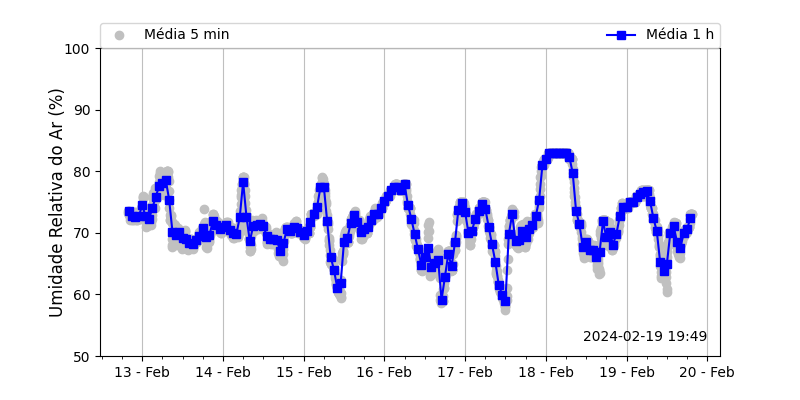 Média 5 min
Média 1 h
Umidade Relativa do Ar (%)
100
90
80
70
60
50
2024-02-19 19:49
13 - Feb
14 - Feb
15 - Feb
16 - Feb
17 - Feb
18 - Feb
19 - Feb
20 - Feb